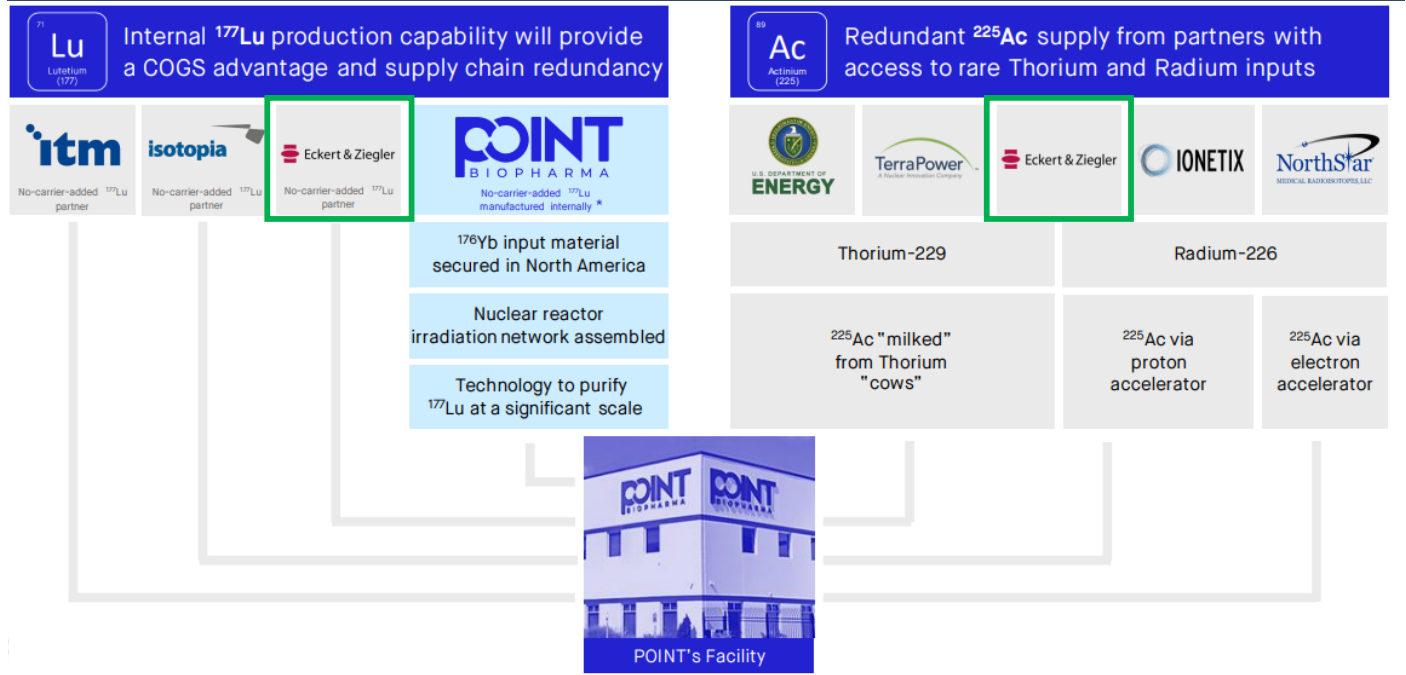 71
Lu
Lutetium
(177)
Internal ¹⁷⁷Lu production capability will provide
a COGS advantage and supply chain redundancy
itm
No-carrier-added ¹⁷⁷Lu
partner
isotopia
No-carrier-added ¹⁷⁷Lu
partner
Eckert & Ziegler
No-carrier-added ¹⁷⁷Lu
partner
POINT
BIOPHARMA
No-carrier-added ¹⁷⁷Lu
manufactured internally *
¹⁷⁶Yb input material
secured in North America
Nuclear reactor
irradiation network assembled
Technology to purify
¹⁷⁷Lu at a significant scale
89
Ac
Actinium
(225)
Redundant ²²⁵Ac supply from partners with
access to rare Thorium and Radium inputs
U.S. DEPARTMENT OF
ENERGY
TerraPower
A Nuclear Innovation Company
Eckert & Ziegler
IONETIX
NorthStar
MEDICAL RADIOISOTOPES, LLC
Thorium-229
Radium-226
²²⁵Ac "milked"
from Thorium
"cows"
²²⁵Ac via
proton
accelerator
²²⁵Ac via
electron
accelerator
POINT
BIOPHARMA
POINT
BIOPHARMA
POINT's Facility